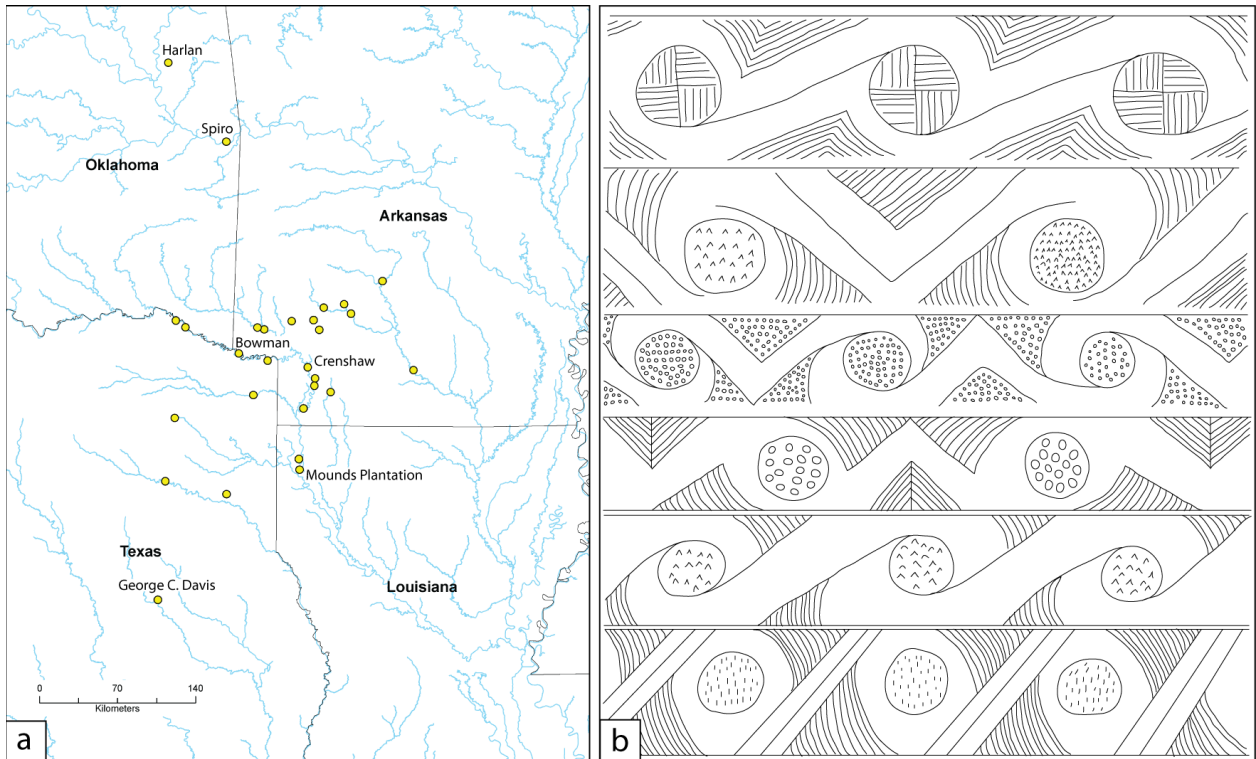 Harlan
Spiro
Oklahoma
Arkansas
Bowman
Crenshaw
Mounds Plantation
Texas
George C. Davis
Louisiana
0 70 140
Kilometers
a
b